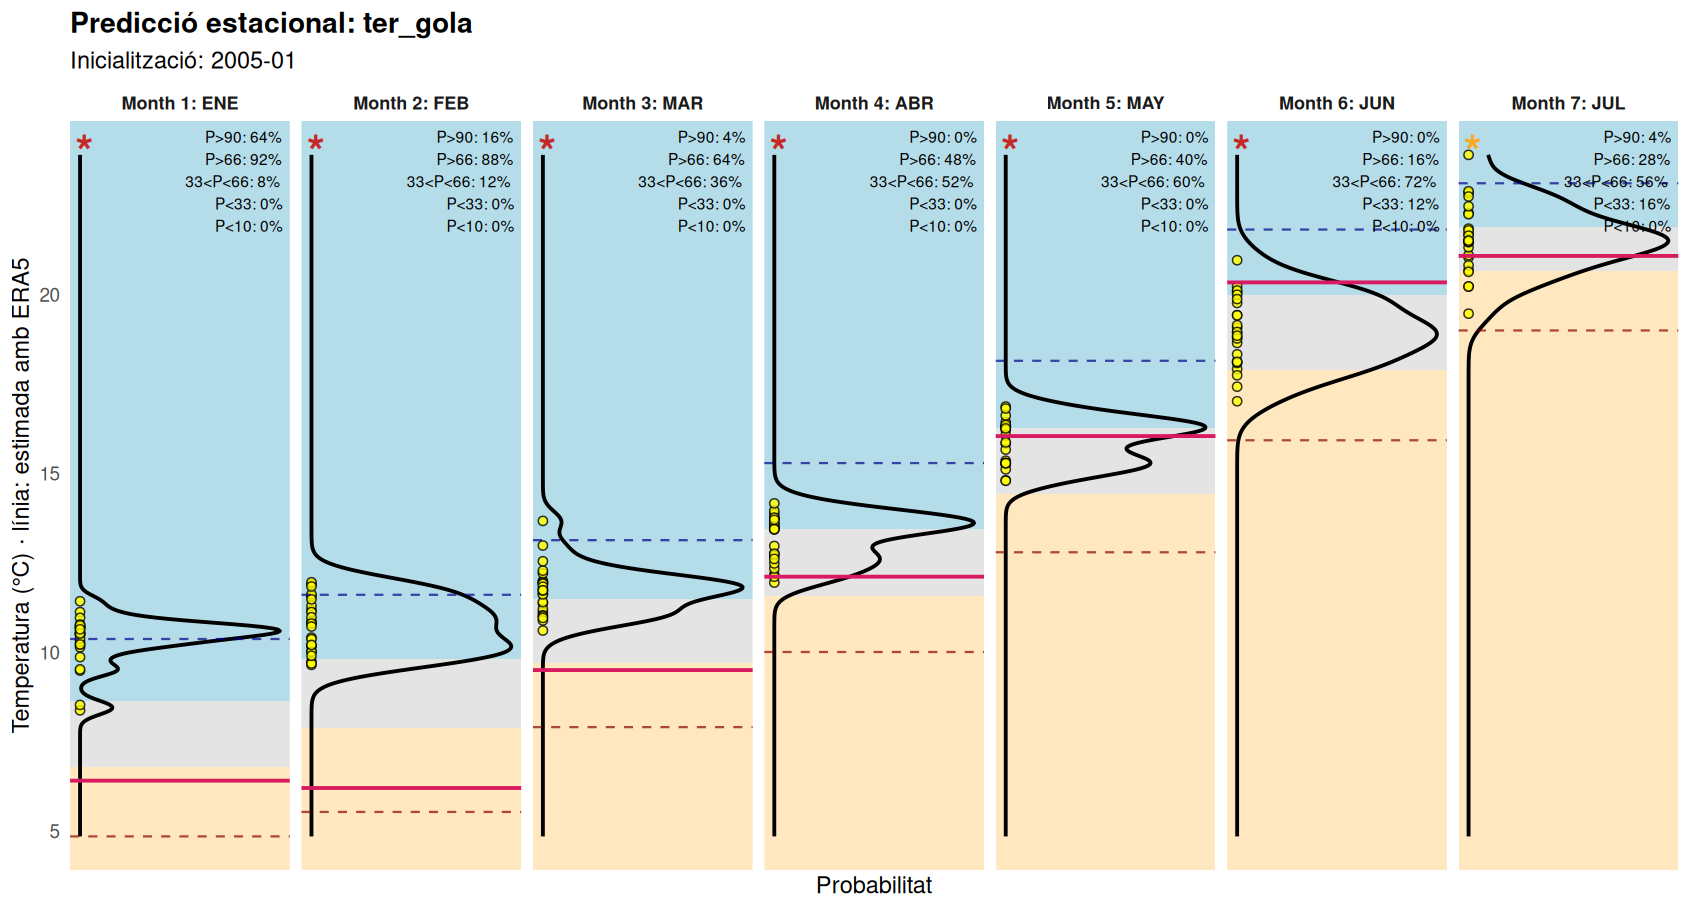 Predicció estacional: ter_gola
Inicialització: 2005-01
Month 1: ENE
Month 2: FEB
Month 3: MAR
Month 4: ABR
Month 5: MAY
Month 6: JUN
Month 7: JUL
P>90: 64%
P>66: 92%
33<P<66: 8%
P<33: 0%
P<10: 0%
P>90: 16%
P>66: 88%
33<P<66: 12%
P<33: 0%
P<10: 0%
P>90: 4%
P>66: 64%
33<P<66: 36%
P<33: 0%
P<10: 0%
P>90: 0%
P>66: 48%
33<P<66: 52%
P<33: 0%
P<10: 0%
P>90: 0%
P>66: 40%
33<P<66: 60%
P<33: 0%
P<10: 0%
P>90: 0%
P>66: 16%
33<P<66: 72%
P<33: 12%
P<10: 0%
P>90: 4%
P>66: 28%
33<P<66: 56%
P<33: 16%
P<10: 0%
Temperatura (°C) · línia: estimada amb ERA5
20
15
10
5
Probabilitat